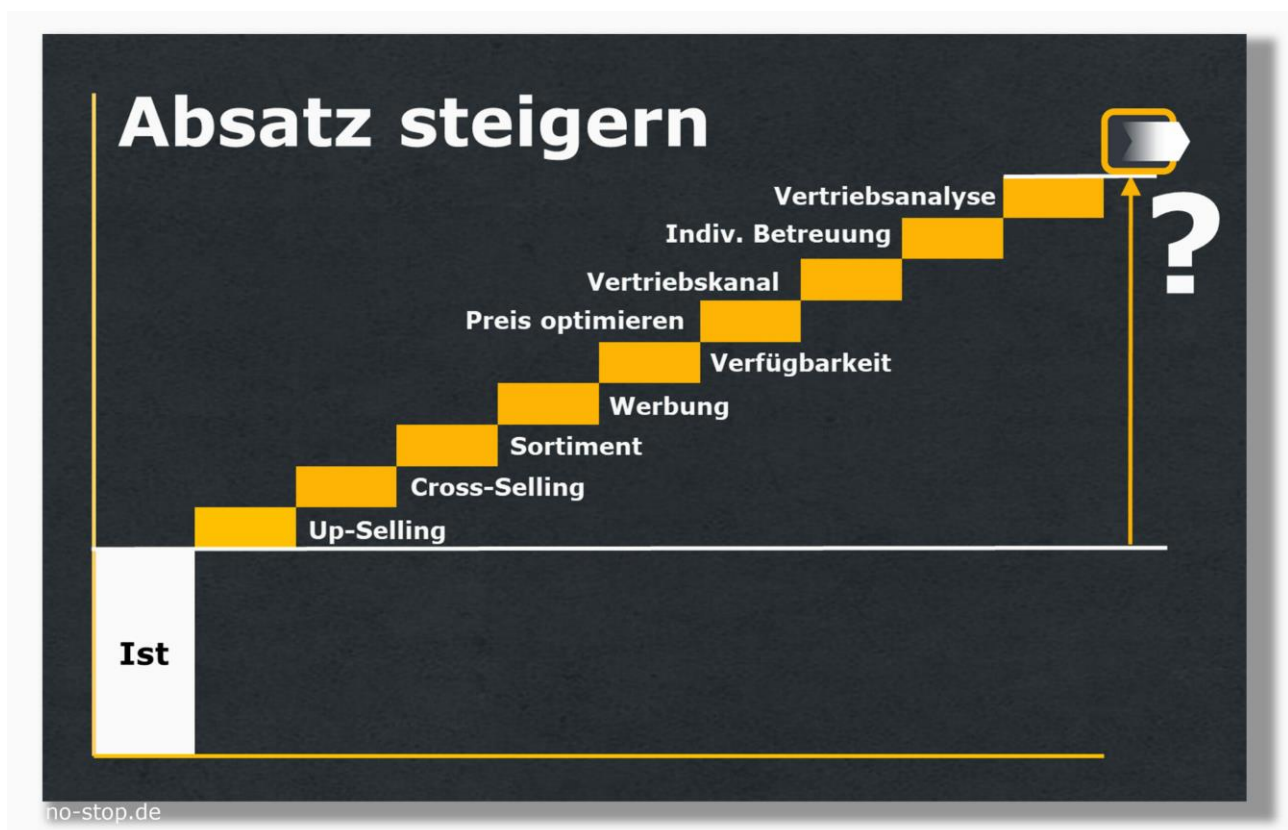 Absatz steigern
Vertriebsanalyse
?
Indiv. Betreuung
Vertriebskanal
Preis optimieren
Verfügbarkeit
Werbung
Sortiment
Cross-Selling
Up-Selling
Ist
no-stop.de